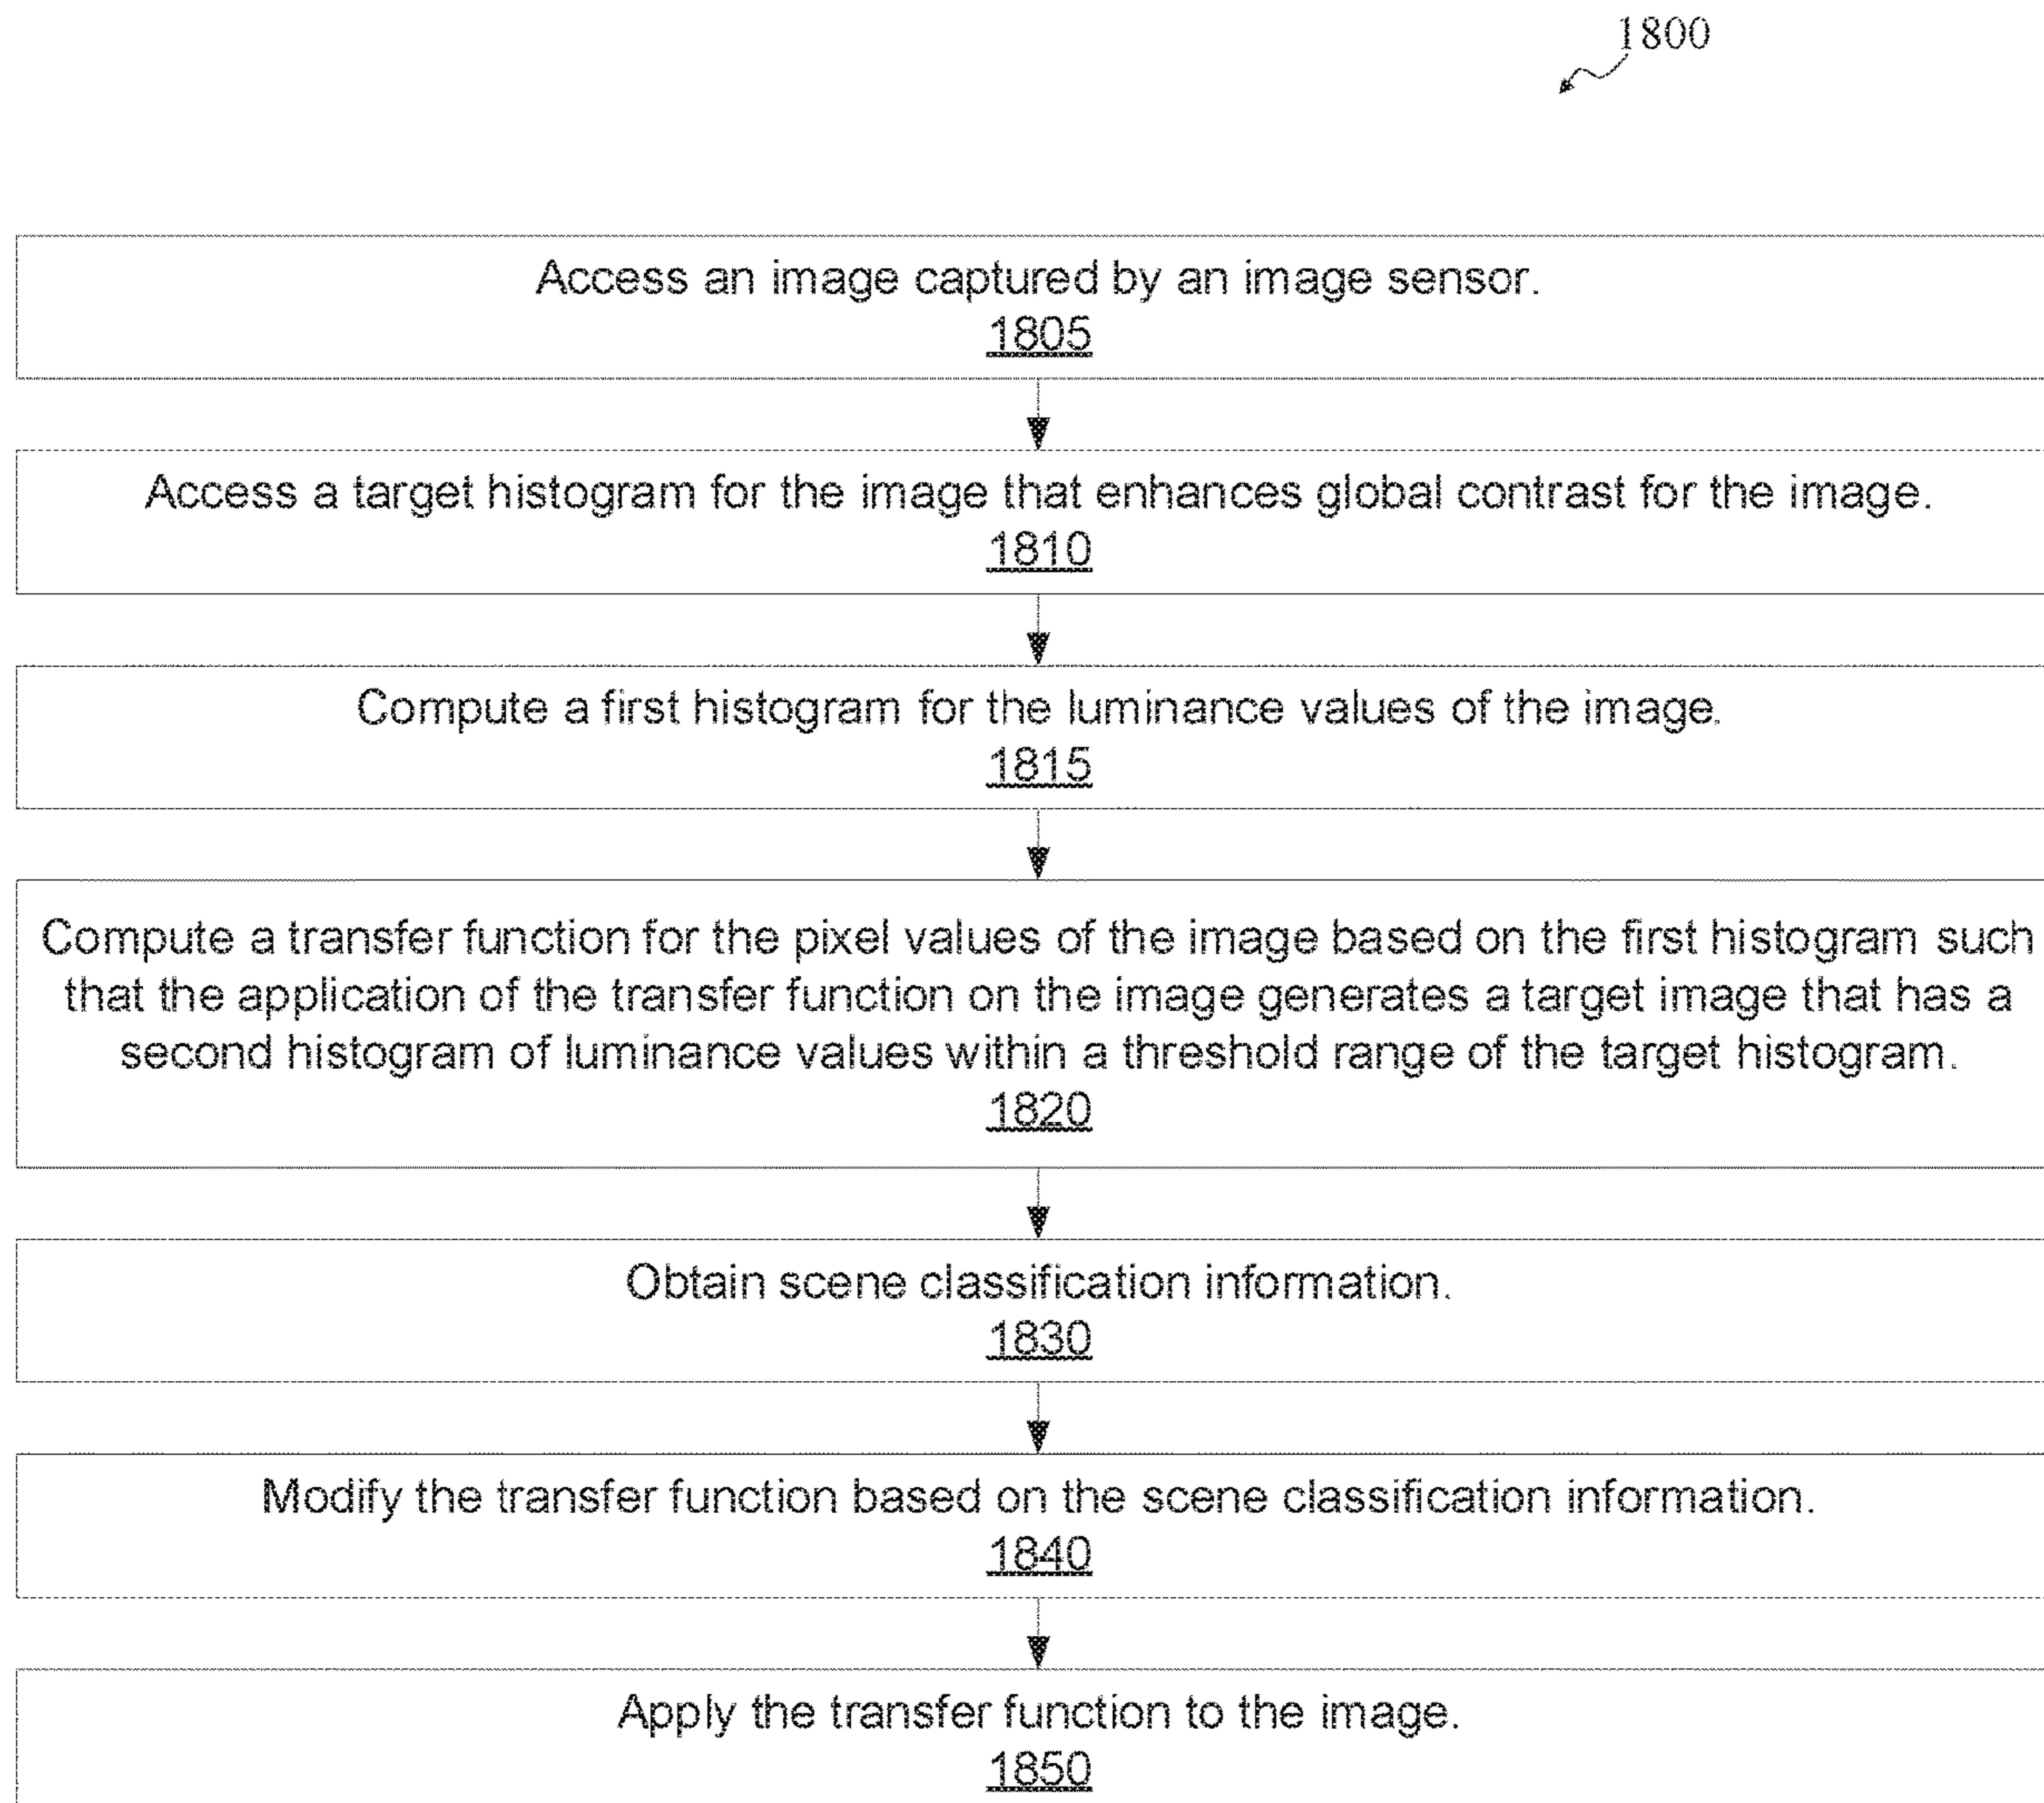 1800
Access an image captured by an image sensor.
1805
Access a target histogram for the image that enhances global contrast for the image.
1810
Compute a first histogram for the luminance values of the image.
1815
Compute a transfer function for the pixel values of the image based on the first histogram such
that the application of the transfer function on the image generates a target image that has a
second histogram of luminance values within a threshold range of the target histogram.
1820
Obtain scene classification information.
1830
Modify the transfer function based on the scene classification information.
1840
Apply the transfer function to the image.
1850